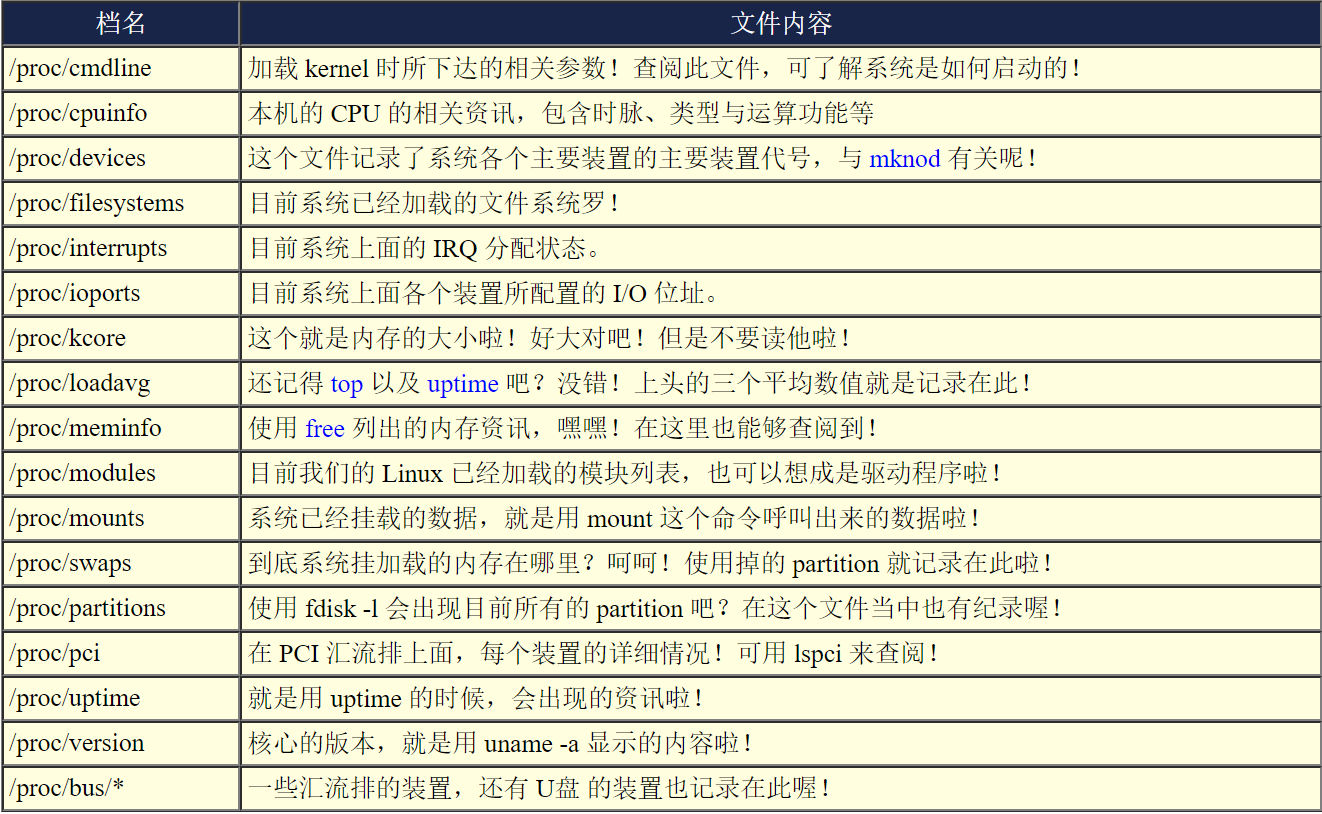 档名 文件内容
/proc/cmdline 加载 kernel 时所下达的相关参数！查阅此文件，可了解系统是如何启动的！
/proc/cpuinfo 本机的 CPU 的相关资讯，包含时脉、类型与运算功能等
/proc/devices 这个文件记录了系统各个主要装置的主要装置代号，与 mknod 有关呢！
/proc/filesystems 目前系统已经加载的文件系统罗！
/proc/interrupts 目前系统上面的 IRQ 分配状态。
/proc/ioports 目前系统上面各个装置所配置的 I/O 位址。
/proc/kcore 这个就是内存的大小啦！好大对吧！但是不要读他啦！
/proc/loadavg 还记得 top 以及 uptime 吧？没错！上头的三个平均数值就是记录在此！
/proc/meminfo 使用 free 列出的内存资讯，嘿嘿！在这里也能够查阅到！
/proc/modules 目前我们的 Linux 已经加载的模块列表，也可以想成是驱动程序啦！
/proc/mounts 系统已经挂载的数据，就是用 mount 这个命令呼叫出来的数据啦！
/proc/swaps 到底系统挂加载的内存在哪里？呵呵！使用掉的 partition 就记录在此啦！
/proc/partitions 使用 fdisk -l 会出现目前所有的 partition 吧？在这个文件当中也有纪录喔！
/proc/pci 在 PCI 汇流排上面，每个装置的详细情况！可用 lspci 来查阅！
/proc/uptime 就是用 uptime 的时候，会出现的资讯啦！
/proc/version 核心的版本，就是用 uname -a 显示的内容啦！
/proc/bus/* 一些汇流排的装置，还有 U盘 的装置也记录在此喔！